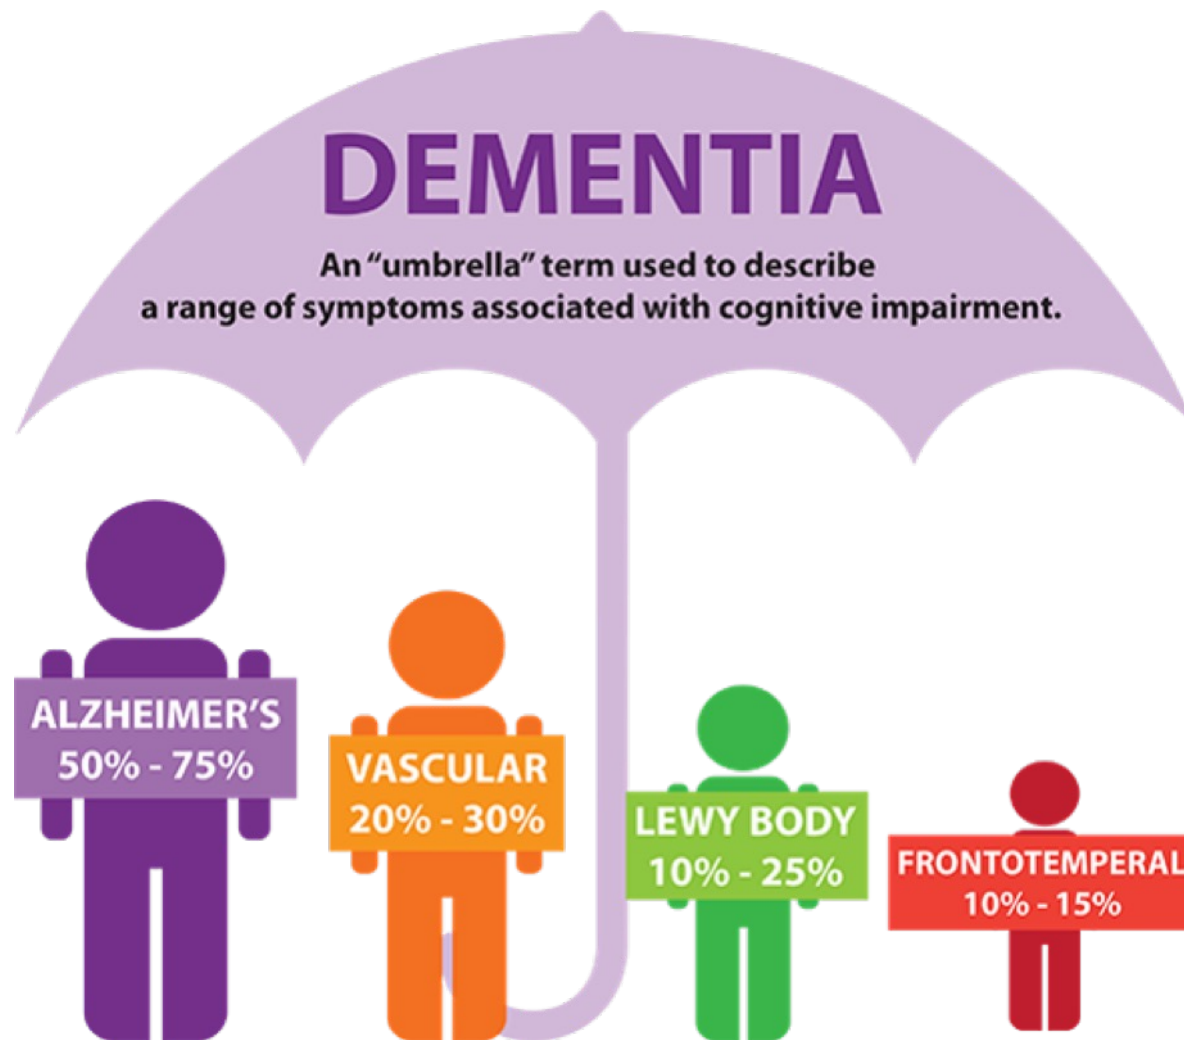 DEMENTIA
An “umbrella” term used to describe
a range of symptoms associated with cognitive impairment.
ALZHEIMER’S
50% - 75%
VASCULAR
20% - 30%
LEWY BODY
10% - 25%
FRONTOTEMPERAL
10% - 15%